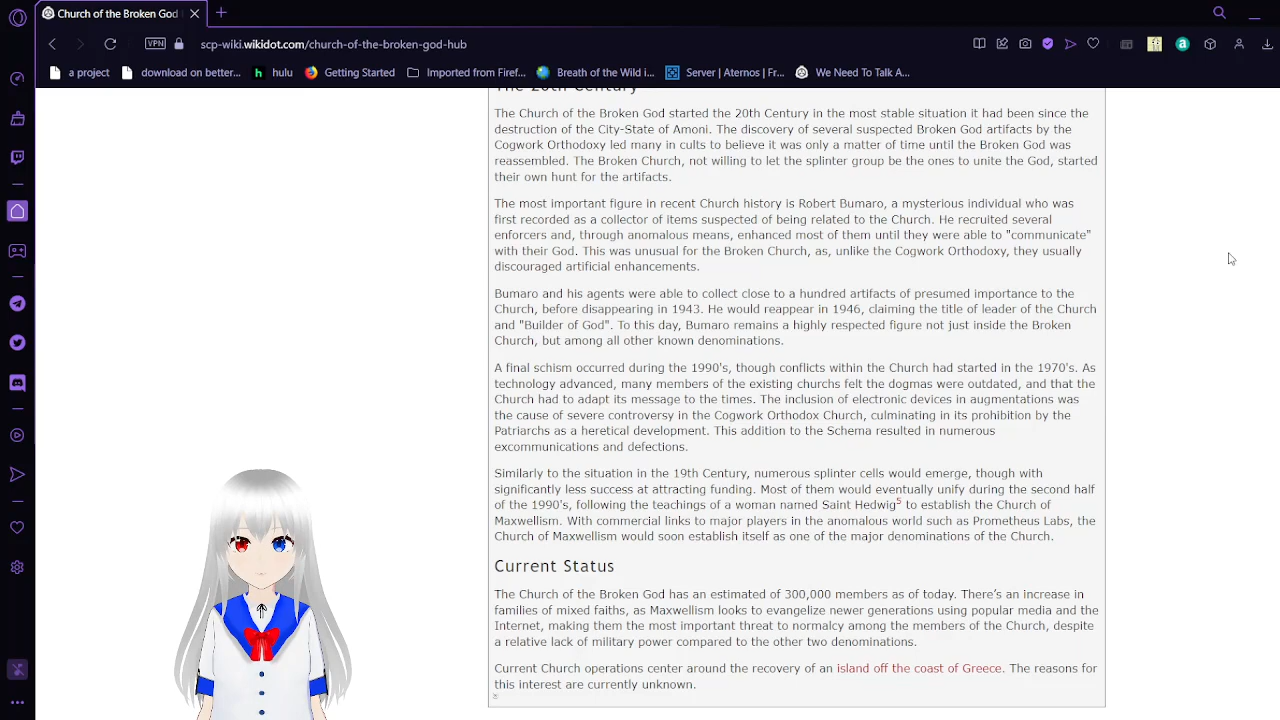 Church of the Broken God
scp-wiki.wikidot.com/church-of-the-broken-god-hub
VPN
a project
download on better...
hulu
Getting Started
Imported from Firef...
Breath of the Wild i...
Server | Aternos | Fr...
We Need To Talk A...
The 20th Century
The Church of the Broken God started the 20th Century in the most stable situation it had been since the
destruction of the City-State of Amoni. The discovery of several suspected Broken God artifacts by the
Cogwork Orthodoxy led many in cults to believe it was only a matter of time until the Broken God was
reassembled. The Broken Church, not willing to let the splinter group be the ones to unite the God, started
their own hunt for the artifacts.
The most important figure in recent Church history is Robert Bumaro, a mysterious individual who was
first recorded as a collector of items suspected of being related to the Church. He recruited several
enforcers and, through anomalous means, enhanced most of them until they were able to "communicate"
with their God. This was unusual for the Broken Church, as, unlike the Cogwork Orthodoxy, they usually
discouraged artificial enhancements.
Bumaro and his agents were able to collect close to a hundred artifacts of presumed importance to the
Church, before disappearing in 1943. He would reappear in 1946, claiming the title of leader of the Church
and "Builder of God". To this day, Bumaro remains a highly respected figure not just inside the Broken
Church, but among all other known denominations.
A final schism occurred during the 1990's, though conflicts within the Church had started in the 1970's. As
technology advanced, many members of the existing churchs felt the dogmas were outdated, and that the
Church had to adapt its message to the times. The inclusion of electronic devices in augmentations was
the cause of severe controversy in the Cogwork Orthodox Church, culminating in its prohibition by the
Patriarchs as a heretical development. This addition to the Schema resulted in numerous
excommunications and defections.
Similarly to the situation in the 19th Century, numerous splinter cells would emerge, though with
significantly less success at attracting funding. Most of them would eventually unify during the second half
of the 1990's, following the teachings of a woman named Saint Hedwig5 to establish the Church of
Maxwellism. With commercial links to major players in the anomalous world such as Prometheus Labs, the
Church of Maxwellism would soon establish itself as one of the major denominations of the Church.
Current Status
The Church of the Broken God has an estimated of 300,000 members as of today. There's an increase in
families of mixed faiths, as Maxwellism looks to evangelize newer generations using popular media and the
Internet, making them the most important threat to normalcy among the members of the Church, despite
a relative lack of military power compared to the other two denominations.
Current Church operations center around the recovery of an island off the coast of Greece. The reasons for
this interest are currently unknown.